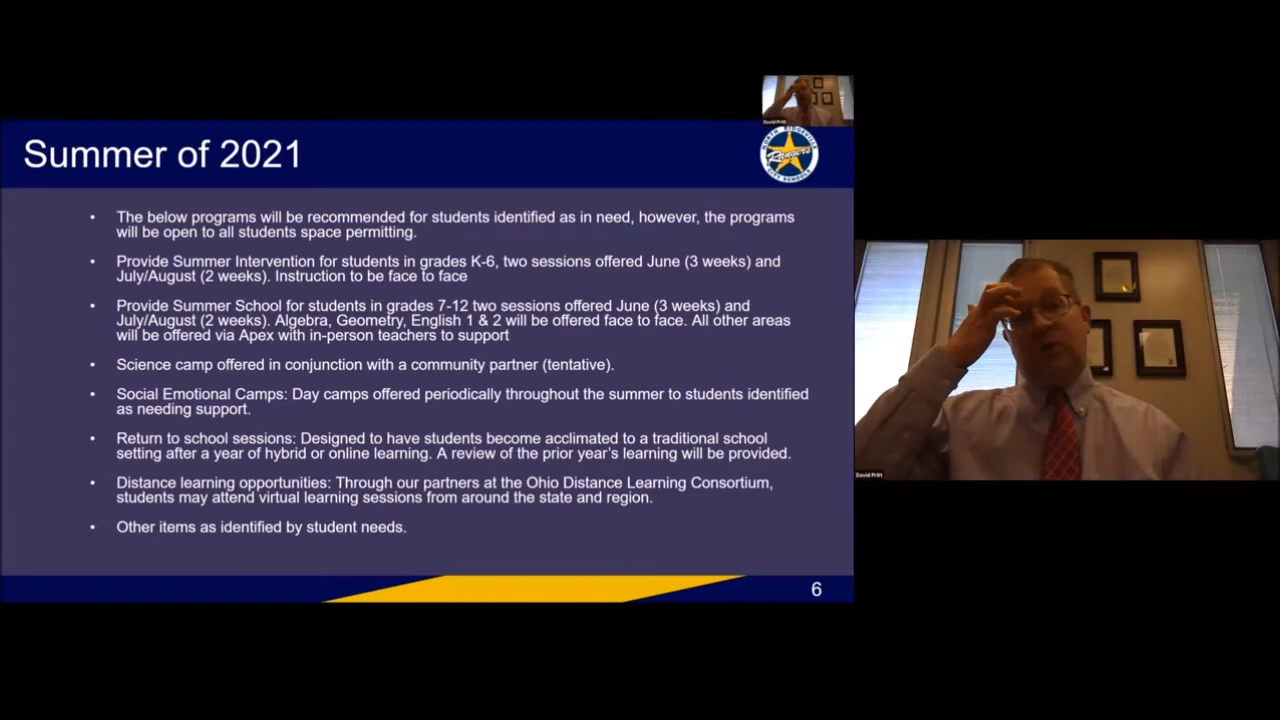 David Pritt
Summer of 2021
NORTH RIDGEVILLE
Rangers
CITY SCHOOLS
• The below programs will be recommended for students identified as in need, however, the programs
will be open to all students space permitting.
• Provide Summer Intervention for students in grades K-6, two sessions offered June (3 weeks) and
July/August (2 weeks). Instruction to be face to face
• Provide Summer School for students in grades 7-12 two sessions offered June (3 weeks) and
July/August (2 weeks). Algebra, Geometry, English 1 & 2 will be offered face to face. All other areas
will be offered via Apex with in-person teachers to support
• Science camp offered in conjunction with a community partner (tentative).
• Social Emotional Camps: Day camps offered periodically throughout the summer to students identified
as needing support.
• Return to school sessions: Designed to have students become acclimated to a traditional school
setting after a year of hybrid or online learning. A review of the prior year's learning will be provided.
• Distance learning opportunities: Through our partners at the Ohio Distance Learning Consortium,
students may attend virtual learning sessions from around the state and region.
• Other items as identified by student needs.
6
David Pritt